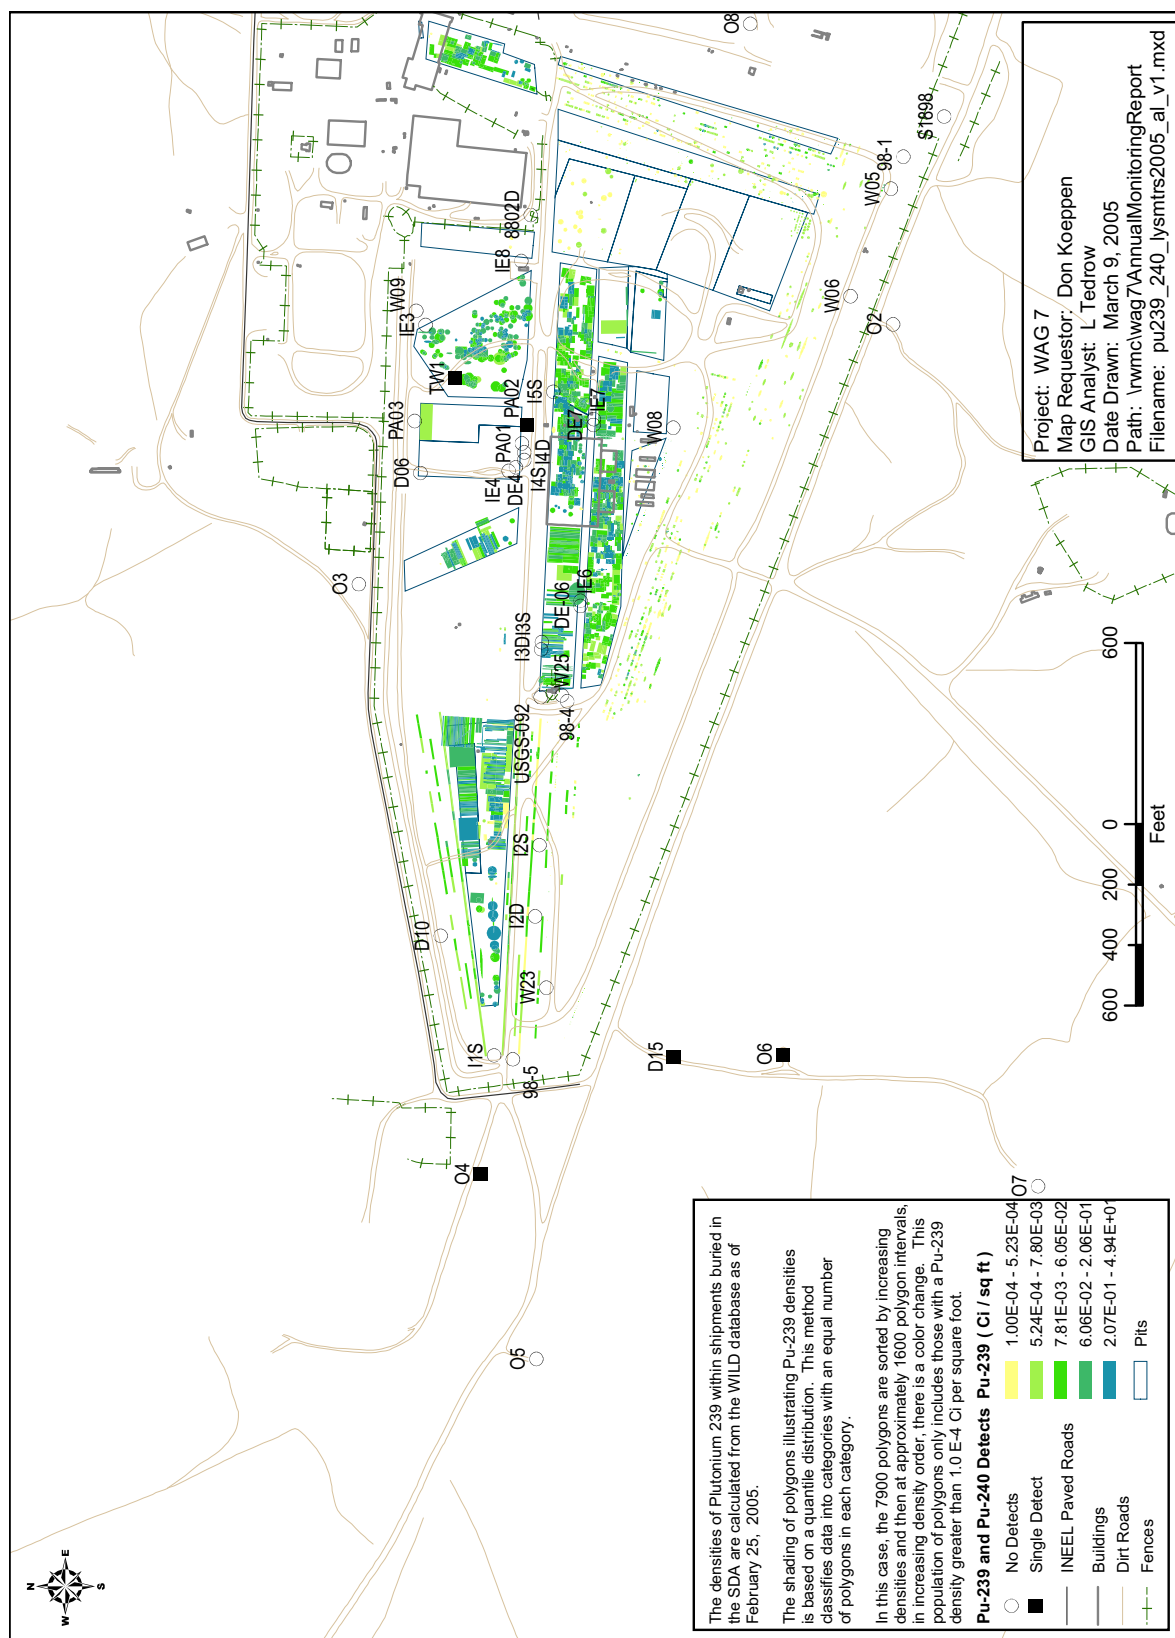 N
W
E
S
The densities of Plutonium 239 within shipments buried in
the SDA are calculated from the WILD database as of
February 25, 2005.
The shading of polygons illustrating Pu-239 densities
is based on a quantile distribution. This method
classifies data into categories with an equal number
of polygons in each category.
In this case, the 7900 polygons are sorted by increasing
densities and then at approximately 1600 polygon intervals,
in increasing density order, there is a color change. This
population of polygons only includes those with a Pu-239
density greater than 1.0 E-4 Ci per square foot.
Pu-239 and Pu-240 Detects Pu-239 ( Ci / sq ft )
No Detects
Single Detect
INEEL Paved Roads
Buildings
Dirt Roads
Fences
1.00E-04 - 5.23E-04
5.24E-04 - 7.80E-03
7.81E-03 - 6.05E-02
6.06E-02 - 2.06E-01
2.07E-01 - 4.94E+01
Pits
O5
O4
O7
O6
D15
98-5
I1S
W23
D10
I2D
I2S
USGS-092
98-4
W25
I3D
I3S
DE-06
IE6
O3
D06
IE4
DE4
PA01
I4S
I4D
PA03
PA02
TW1
I5S
DE7
IE7
W08
IE3
W09
IE8
8802D
O2
W06
W05
98-1
S1898
O8
600 400 200 0 600
Feet
Project: WAG 7
Map Requestor: Don Koeppen
GIS Analyst: L Tedrow
Date Drawn: March 9, 2005
Path: \rwmc\wag7\AnnualMonitoringReport
Filename: pu239_240_lysmtrs2005_al_v1.mxd